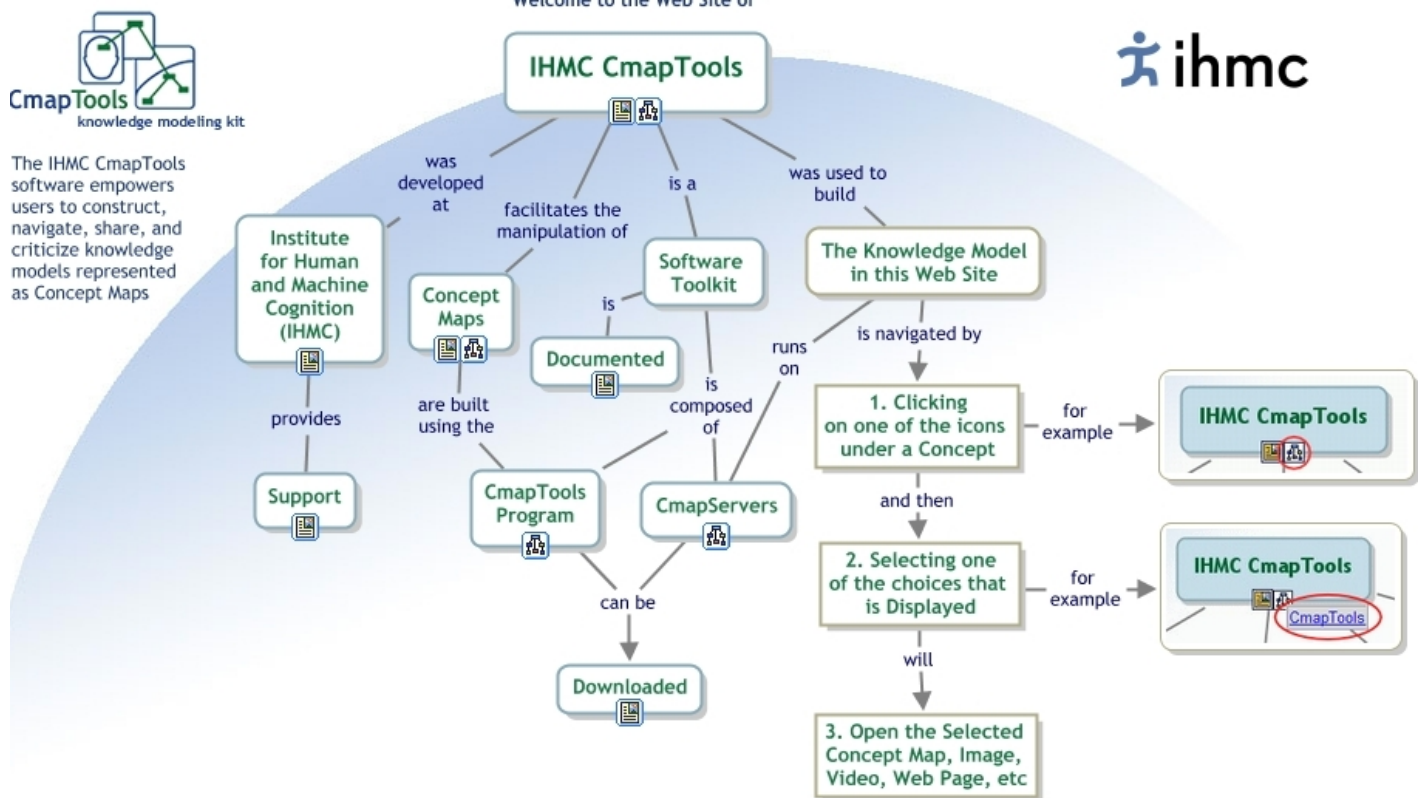 Welcome to the Web Site of
IHMC CmapTools
ihmc
CmapTools
knowledge modeling kit
The IHMC CmapTools
software empowers
users to construct,
navigate, share, and
criticize knowledge
models represented
as Concept Maps
was
developed
at
facilitates the
manipulation of
is a
was used to
build
Institute
for Human
and Machine
Cognition
(IHMC)
Concept
Maps
Software
Toolkit
The Knowledge Model
in this Web Site
is
Documented
runs
on
is navigated by
provides
are built
using the
is
composed
of
1. Clicking
on one of the icons
under a Concept
for
example
IHMC CmapTools
Support
CmapTools
Program
CmapServers
and then
can be
2. Selecting one
of the choices that
is Displayed
for
example
IHMC CmapTools
CmapTools
will
Downloaded
3. Open the Selected
Concept Map, Image,
Video, Web Page, etc